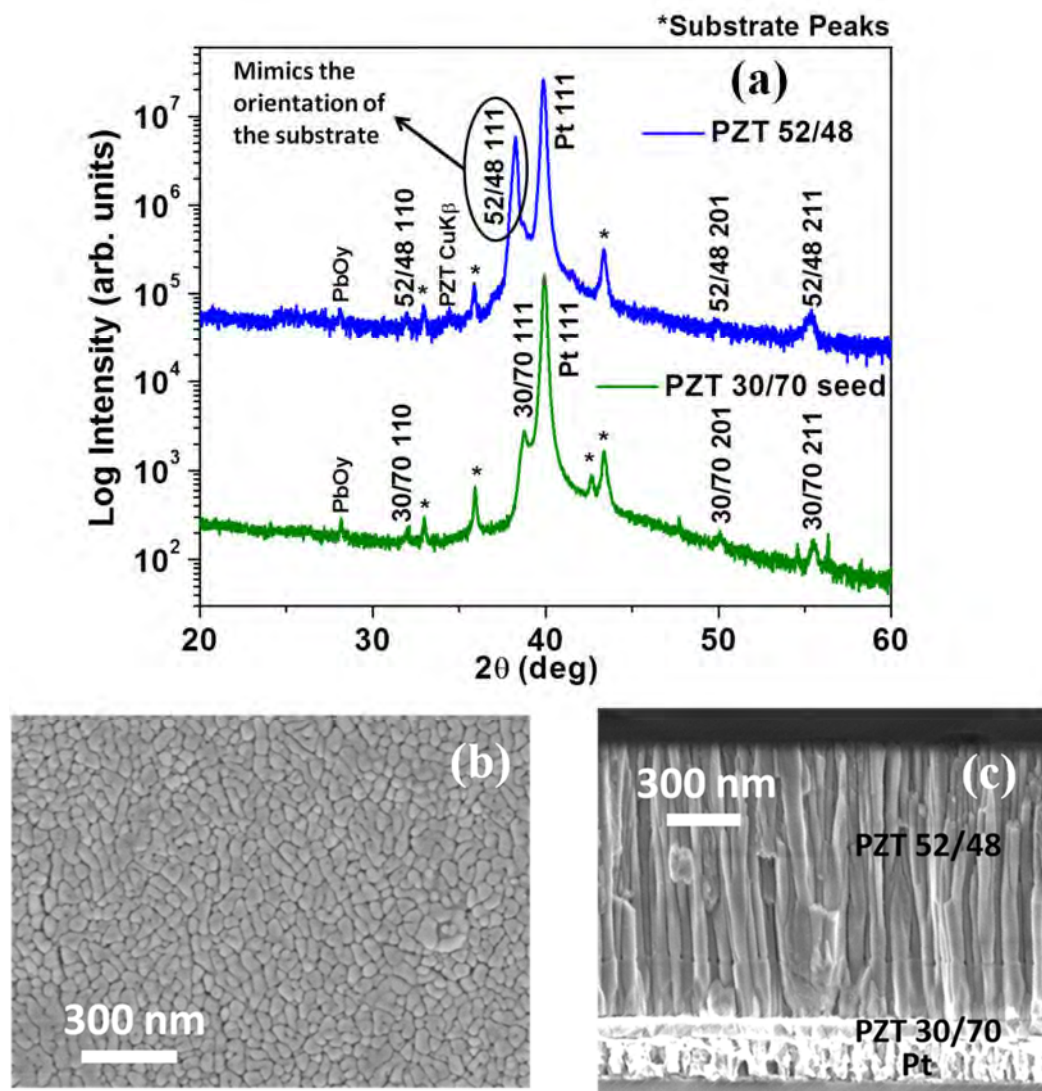 *Substrate Peaks
Mimics the
orientation of
the substrate
(a)
PZT 52/48
52/48 111
Pt 111
PbOy
52/48 110
*
PZT CuKβ
*
*
52/48 201
52/48 211
PZT 30/70 seed
30/70 111
Pt 111
PbOy
30/70 110
*
*
*
*
30/70 201
30/70 211
Log Intensity (arb. units)
10^7
10^6
10^5
10^4
10^3
10^2
20
30
40
50
60
2θ (deg)
(b)
300 nm
(c)
300 nm
PZT 52/48
PZT 30/70
Pt